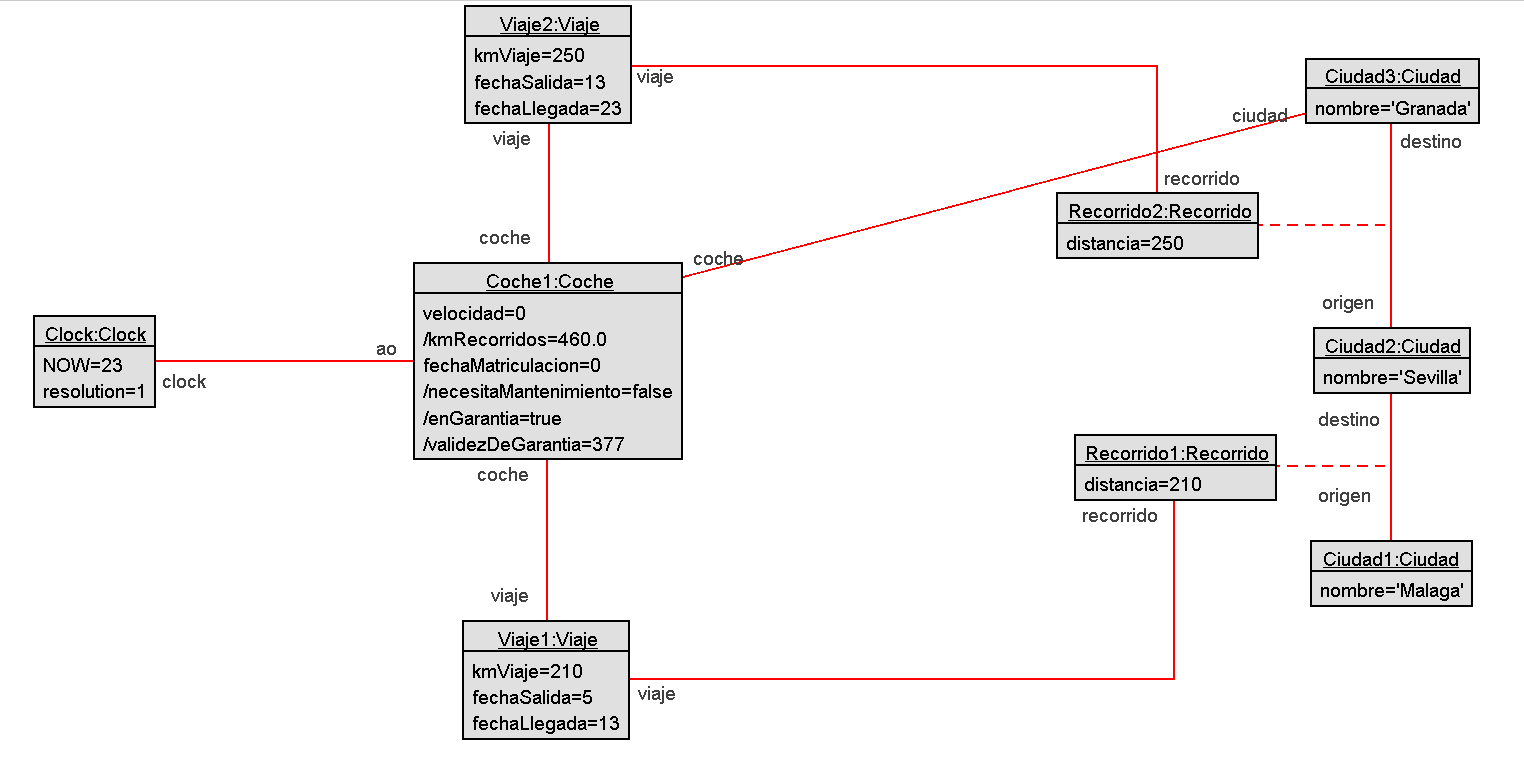 Viaje2:Viaje
kmViaje=250
fechaSalida=13
fechaLlegada=23
viaje
viaje
Ciudad3:Ciudad
nombre='Granada'
ciudad
destino
recorrido
Recorrido2:Recorrido
distancia=250
coche
coche
Coche1:Coche
velocidad=0
/kmRecorridos=460.0
fechaMatriculacion=0
/necesitaMantenimiento=false
/enGarantia=true
/validezDeGarantia=377
Clock:Clock
NOW=23
resolution=1
ao
clock
origen
Ciudad2:Ciudad
nombre='Sevilla'
destino
Recorrido1:Recorrido
distancia=210
origen
recorrido
coche
Ciudad1:Ciudad
nombre='Malaga'
viaje
Viaje1:Viaje
kmViaje=210
fechaSalida=5
fechaLlegada=13
viaje